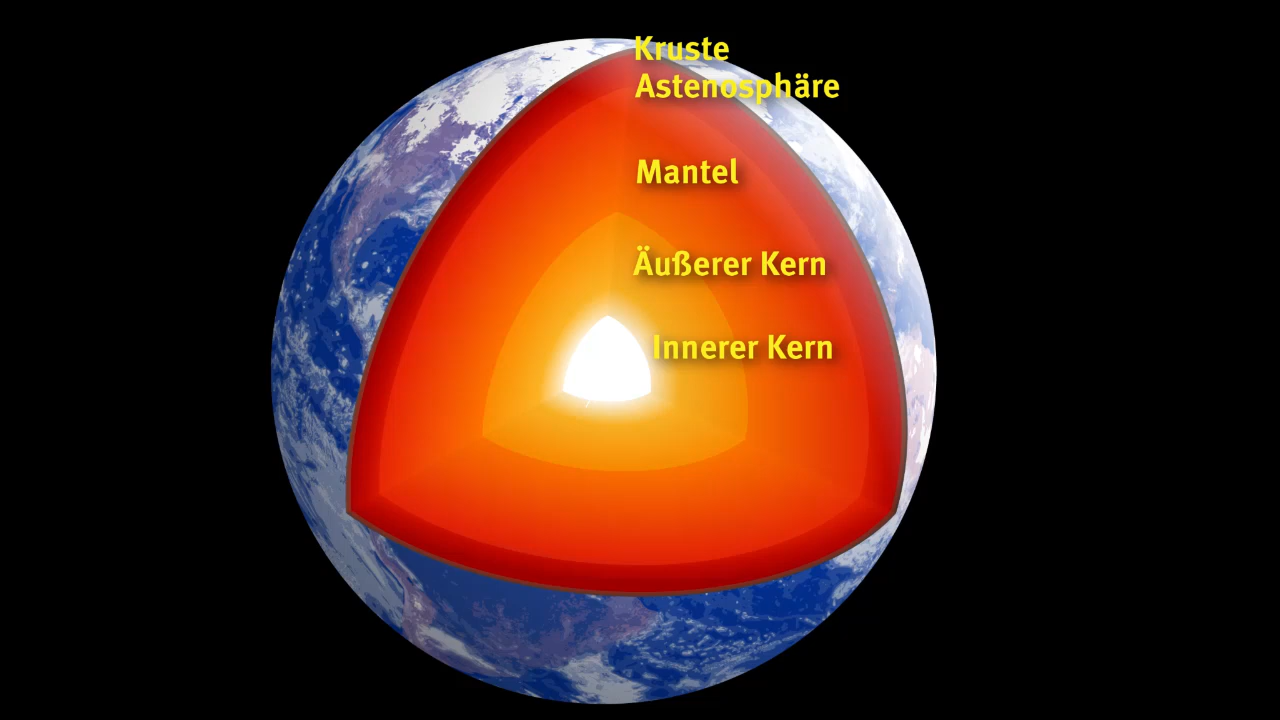 Kruste
Astenosphäre
Mantel
Äußerer Kern
Innerer Kern